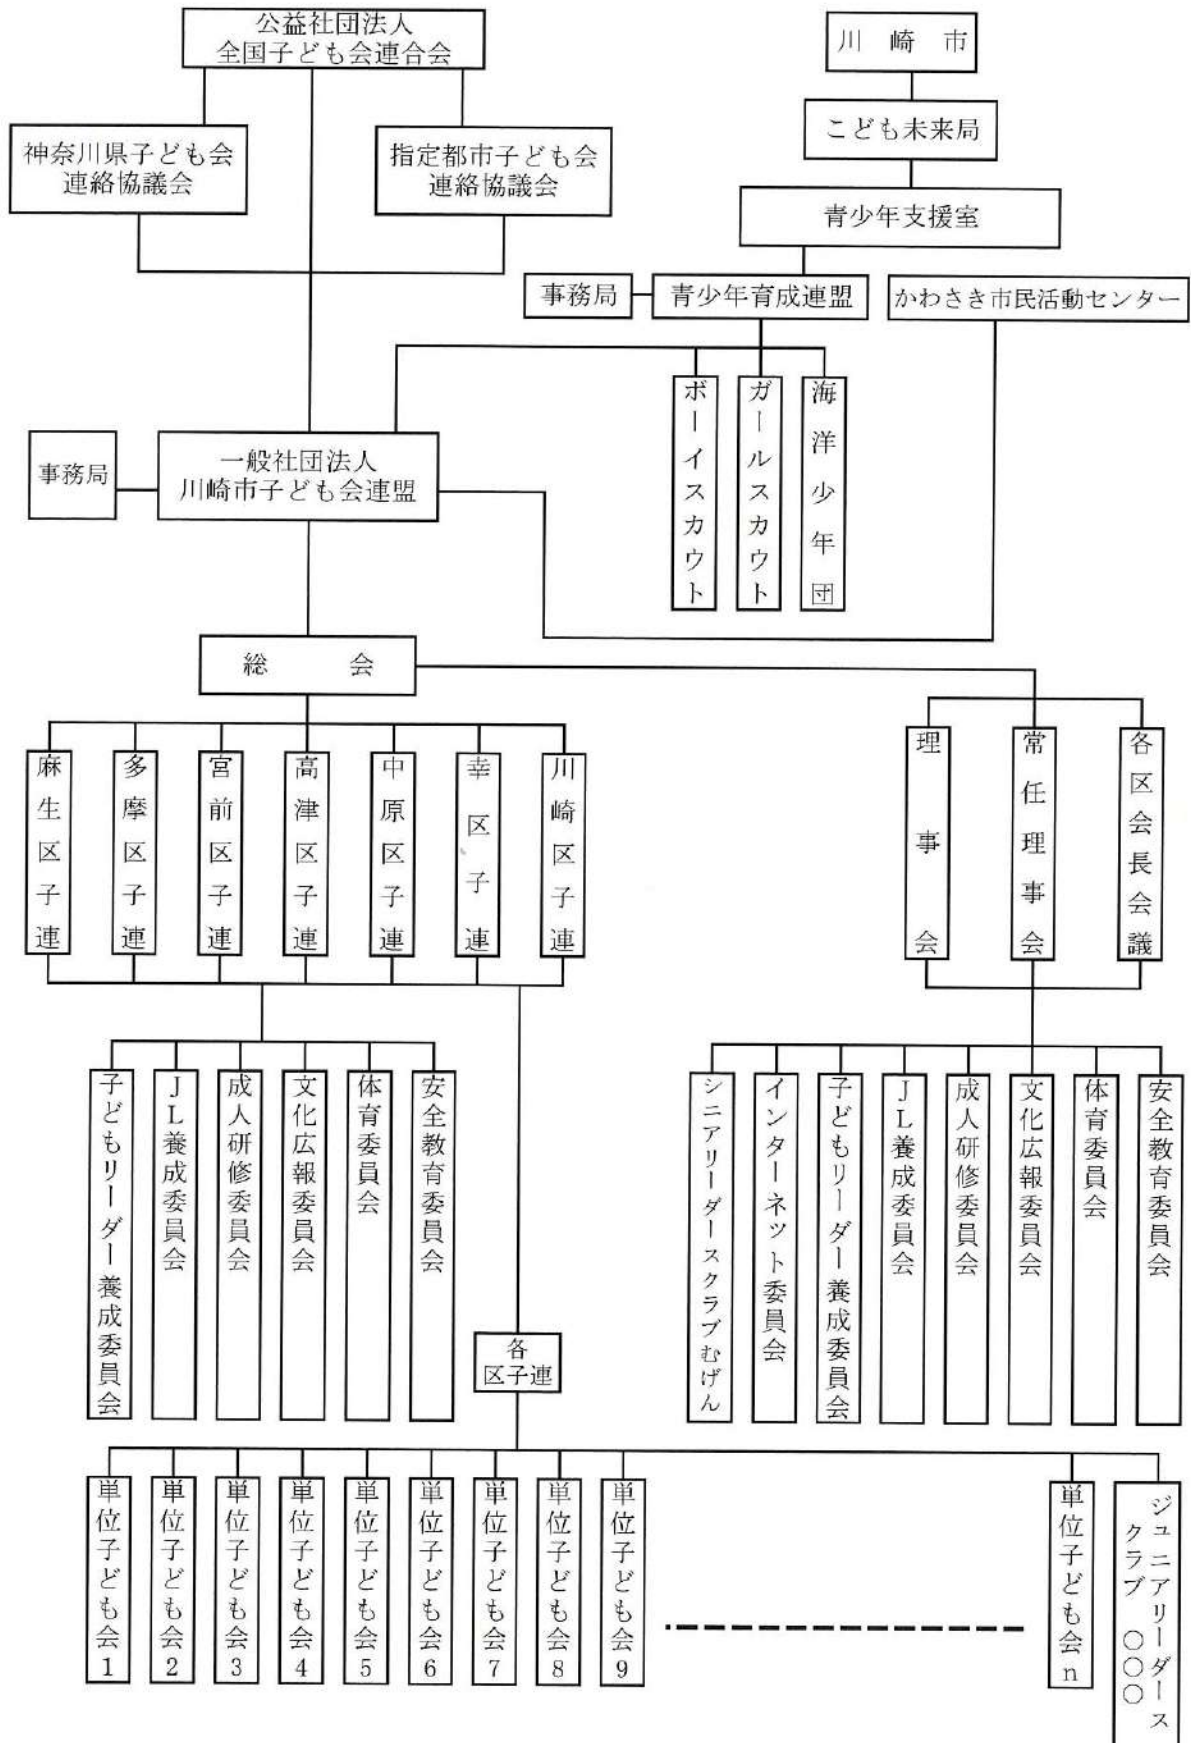 公益社団法人
全国子ども会連合会
川崎市
こども未来局
神奈川県子ども会
連絡協議会
指定都市子ども会
連絡協議会
青少年支援室
事務局
青少年育成連盟
かわさき市民活動センター
ボーイスカウト
ガールスカウト
海洋少年団
事務局
一般社団法人
川崎市子ども会連盟
総会
麻生区子連
多摩区子連
宮前区子連
高津区子連
中原区子連
幸区子連
川崎区子連
理事会
常任理事会
各区会長会議
子どもリーダー養成委員会
JL養成委員会
成人研修委員会
文化広報委員会
体育委員会
安全教育委員会
シニアリーダースクラブむげん
インターネット委員会
子どもリーダー養成委員会
JL養成委員会
成人研修委員会
文化広報委員会
体育委員会
安全教育委員会
各
区子連
単位子ども会1
単位子ども会2
単位子ども会3
単位子ども会4
単位子ども会5
単位子ども会6
単位子ども会7
単位子ども会8
単位子ども会9
単位子ども会n
ジュニアリーダース
クラブ ○○○